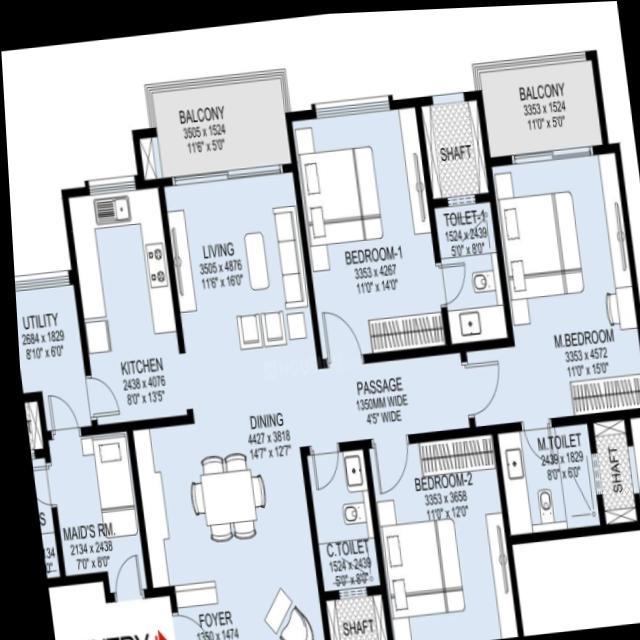 BALCONY
3505 x 1524
11'6" x 5'0"
BALCONY
3353 x 1524
11'0" x 5'0"
SHAFT
TOILET-1
1524 x 2439
5'0" x 8'0"
LIVING
3505 x 4876
11'6" x 16'0"
BEDROOM-1
3353 x 4267
11'0" x 14'0"
UTILITY
2684 x 1829
8'10" x 6'0"
KITCHEN
2438 x 4076
8'0" x 13'5"
M.BEDROOM
3353 x 4572
11'0" x 15'0"
PASSAGE
1350MM WIDE
4'5" WIDE
DINING
4427 x 3818
14'7" x 12'7"
M.TOILET
2439 x 1829
8'0" x 6'0"
SHAFT
BEDROOM-2
3353 x 3658
11'0" x 12'0"
MAID'S RM.
2134 x 2438
7'0" x 8'0"
C.TOILET
1524 x 2439
5'0" x 8'0"
FOYER
1350 x 1474
SHAFT